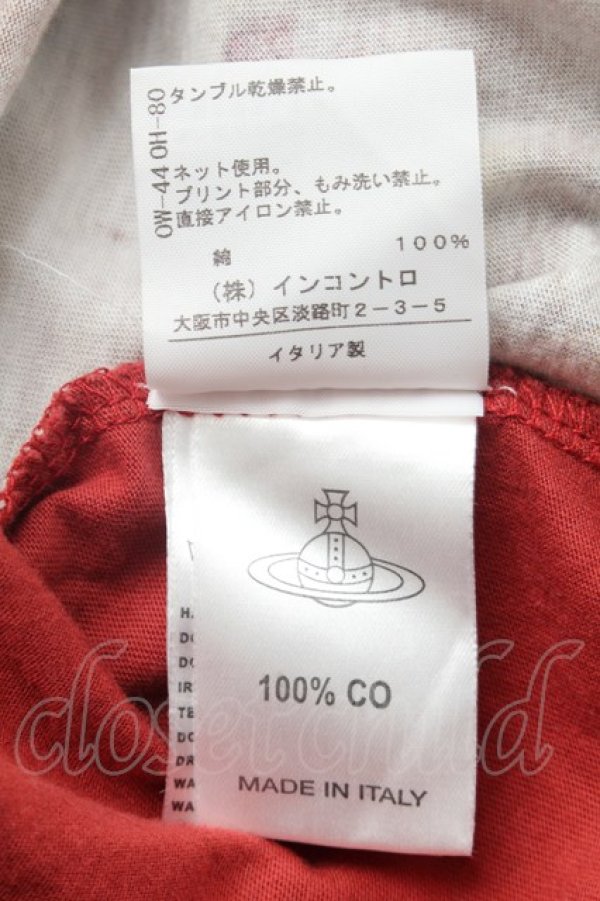 OW-44 OH-80
タンブル乾燥禁止。
ネット使用。
プリント部分、もみ洗い禁止。
直接アイロン禁止。
綿 100%
(株) インコントロ
大阪市中央区淡路町2-3-5
イタリア製
100% CO
MADE IN ITALY
closet child